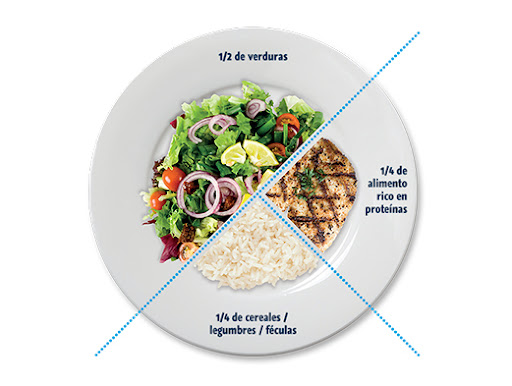 1/2 de verduras
1/4 de
alimento
rico en
proteínas
1/4 de cereales /
legumbres / féculas